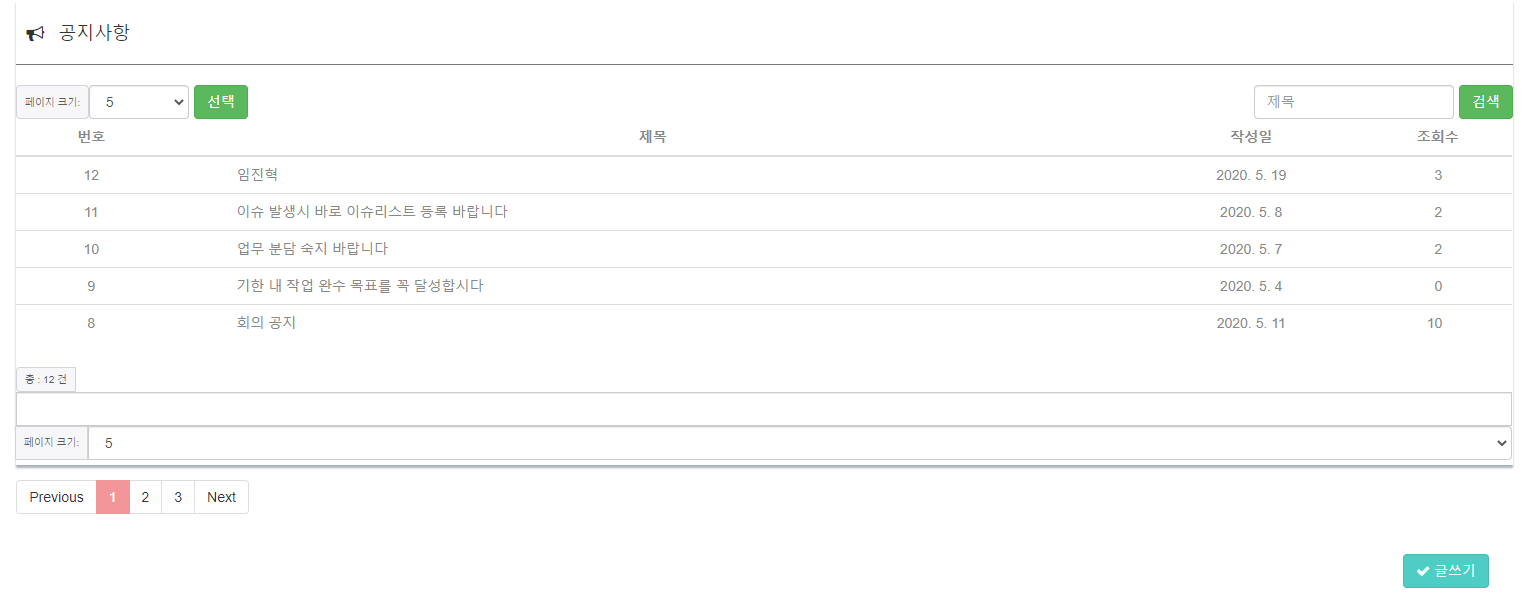 공지사항
페이지 크기: 5 선택 제목 검색
번호 제목 작성일 조회수
12 임진혁 2020. 5. 19 3
11 이슈 발생시 바로 이슈리스트 등록 바랍니다 2020. 5. 8 2
10 업무 분담 숙지 바랍니다 2020. 5. 7 2
9 기한 내 작업 완수 목표를 꼭 달성합시다 2020. 5. 4 0
8 회의 공지 2020. 5. 11 10
총 : 12 건
페이지 크기: 5
Previous 1 2 3 Next
글쓰기